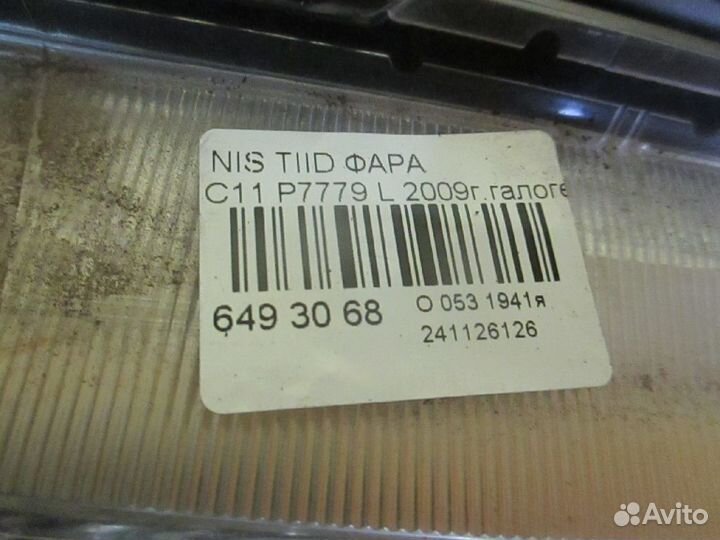 NIS TIID ФАРА
C11 P7779 L 2009г.галоге
649 30 68
O 053 1941я
241126126
Avito